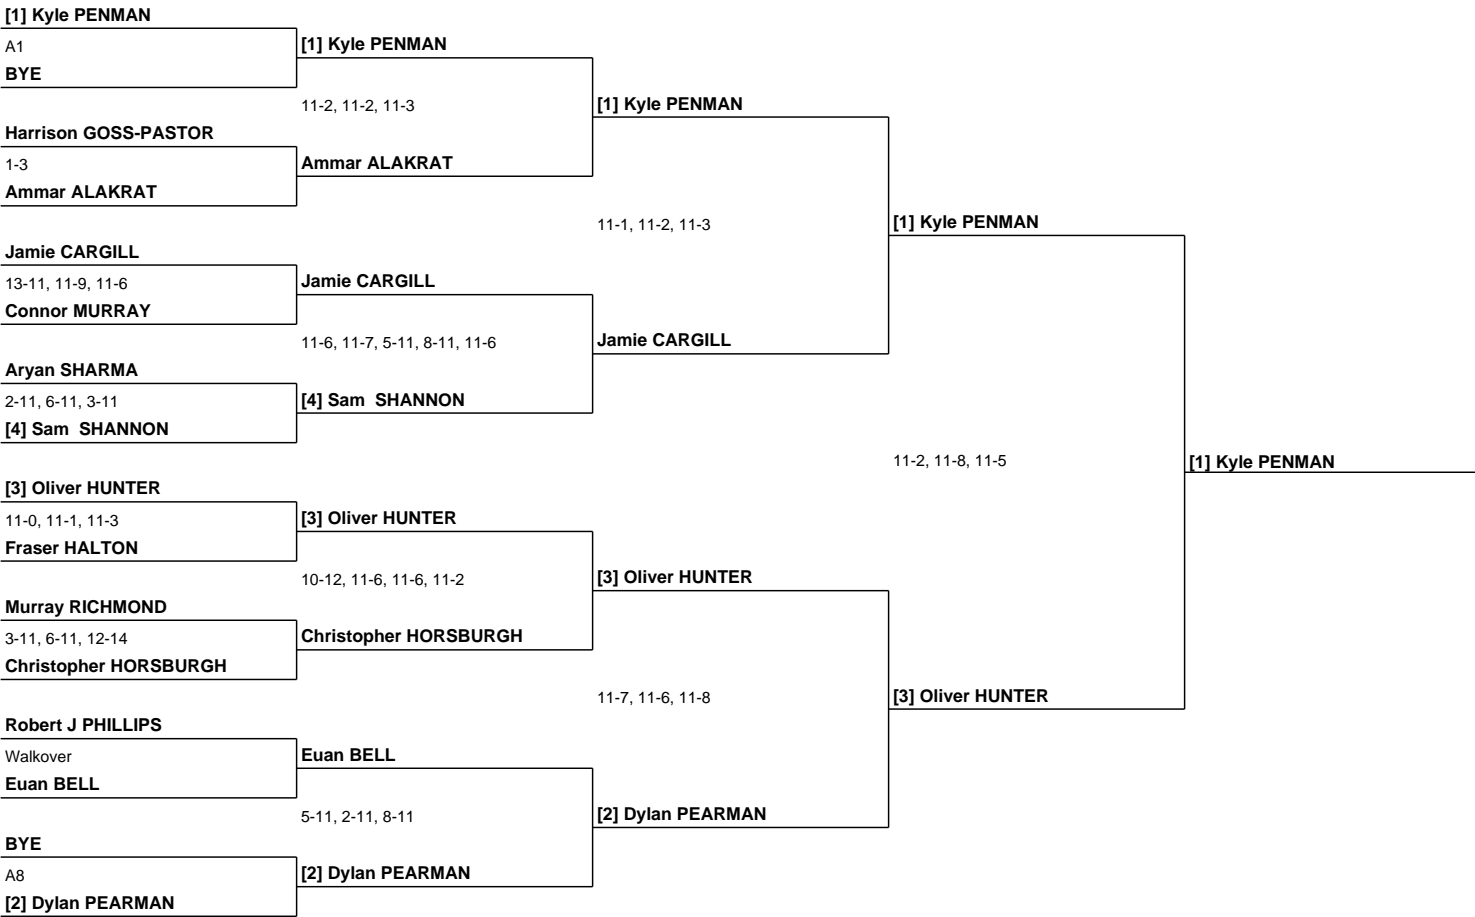 [1] Kyle PENMAN
A1
BYE
Harrison GOSS-PASTOR
1-3
Ammar ALAKRAT
Jamie CARGILL
13-11, 11-9, 11-6
Connor MURRAY
Aryan SHARMA
2-11, 6-11, 3-11
[4] Sam  SHANNON
[3] Oliver HUNTER
11-0, 11-1, 11-3
Fraser HALTON
Murray RICHMOND
3-11, 6-11, 12-14
Christopher HORSBURGH
Robert J PHILLIPS
Walkover
Euan BELL
BYE
A8
[2] Dylan PEARMAN
[1] Kyle PENMAN
11-2, 11-2, 11-3
Ammar ALAKRAT
Jamie CARGILL
11-6, 11-7, 5-11, 8-11, 11-6
[4] Sam  SHANNON
[3] Oliver HUNTER
10-12, 11-6, 11-6, 11-2
Christopher HORSBURGH
Euan BELL
5-11, 2-11, 8-11
[2] Dylan PEARMAN
[1] Kyle PENMAN
11-1, 11-2, 11-3
Jamie CARGILL
[3] Oliver HUNTER
11-7, 11-6, 11-8
[2] Dylan PEARMAN
[1] Kyle PENMAN
11-2, 11-8, 11-5
[3] Oliver HUNTER
[1] Kyle PENMAN